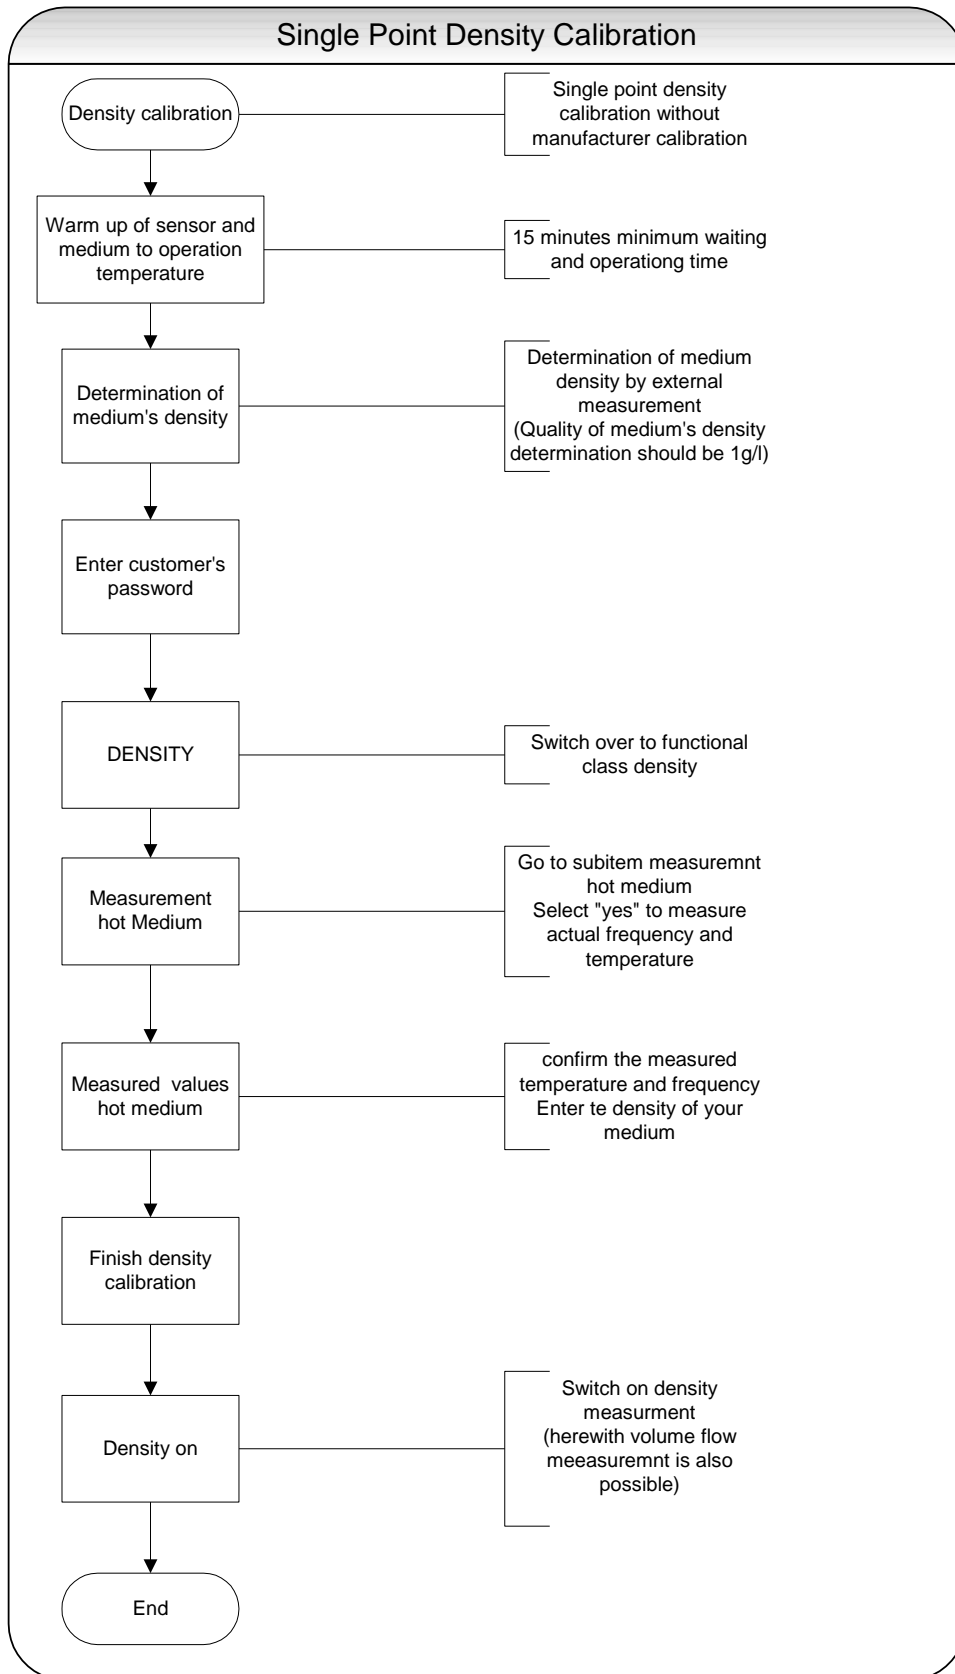 Single Point Density Calibration
Density calibration
Single point density
calibration without
manufacturer calibration
Warm up of sensor and
medium to operation
temperature
15 minutes minimum waiting
and operationg time
Determination of
medium's density
Determination of medium
density by external
measurement
(Quality of medium's density
determination should be 1g/l)
Enter customer's
password
DENSITY
Switch over to functional
class density
Measurement
hot Medium
Go to subitem measuremnt
hot medium
Select "yes" to measure
actual frequency and
temperature
Measured values
hot medium
confirm the measured
temperature and frequency
Enter te density of your
medium
Finish density
calibration
Density on
Switch on density
measurment
(herewith volume flow
meeasuremnt is also
possible)
End